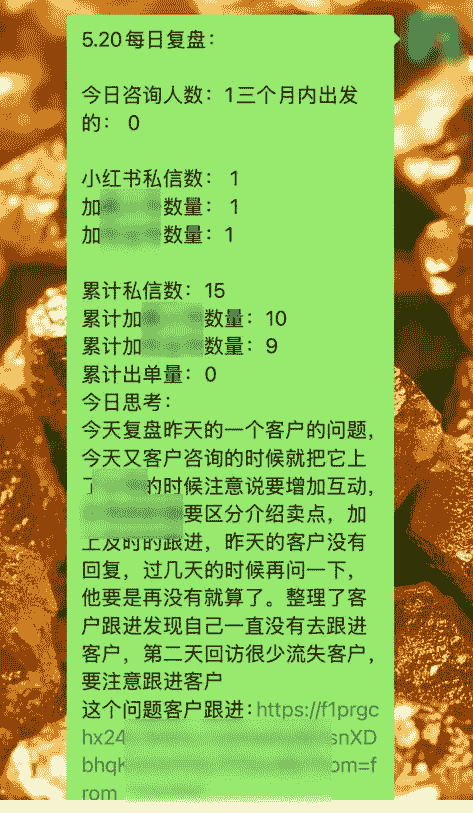 5.20每日复盘：
今日咨询人数：1三个月内出发
的： 0
小红书私信数： 1
加 数量： 1
加 数量：1
累计私信数：15
累计加 数量：10
累计加 数量：9
累计出单量：0
今日思考：
今天复盘昨天的一个客户的问题，
今天又客户咨询的时候就把它上
了 的时候注意说要增加互动，
要区分介绍卖点，加
上及时的跟进，昨天的客户没有
回复，过几天的时候再问一下，
他要是再没有就算了。整理了客
户跟进发现自己一直没有去跟进
客户，第二天回访很少流失客户，
要注意跟进客户
这个问题客户跟进：https://f1prgc
hx24 snXD
bhqK om=f
rom